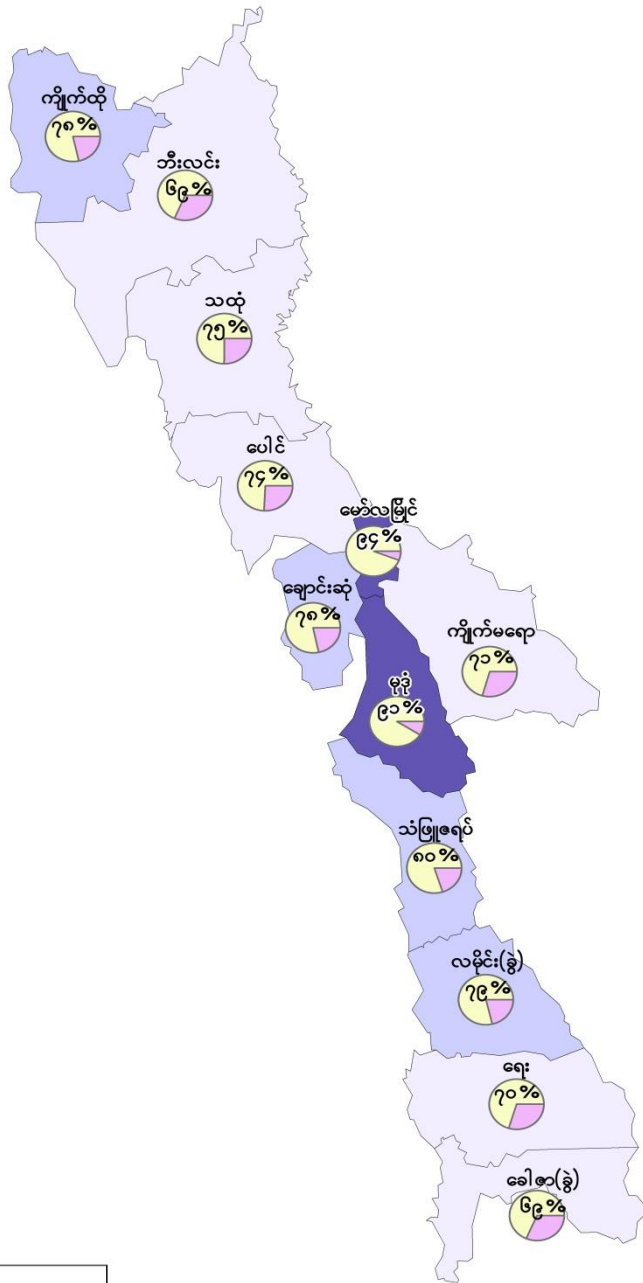 ကျိုက်ထို
၇၈%
ဘီးလင်း
၆၉%
သထုံ
၇၅%
ပေါင်
၇၄%
မော်လမြိုင်
၉၄%
ချောင်းဆုံ
၇၈%
ကျိုက်မရော
၇၁%
မုဒုံ
၉၁%
သံဖြူဇရပ်
၈၀%
လမိုင်း(ခွဲ)
၇၉%
ရေး
၇၀%
ခေါဇာ(ခွဲ)
၆၉%